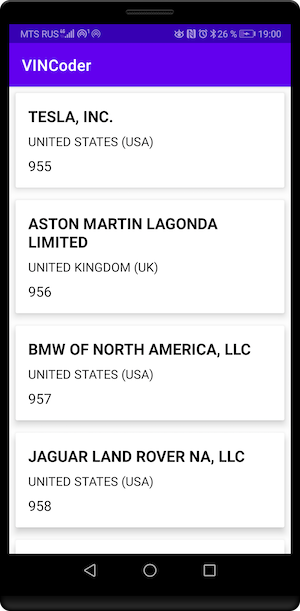 MTS RUS 26 % 19:00
VINCoder
TESLA, INC.
UNITED STATES (USA)
955
ASTON MARTIN LAGONDA
LIMITED
UNITED KINGDOM (UK)
956
BMW OF NORTH AMERICA, LLC
UNITED STATES (USA)
957
JAGUAR LAND ROVER NA, LLC
UNITED STATES (USA)
958